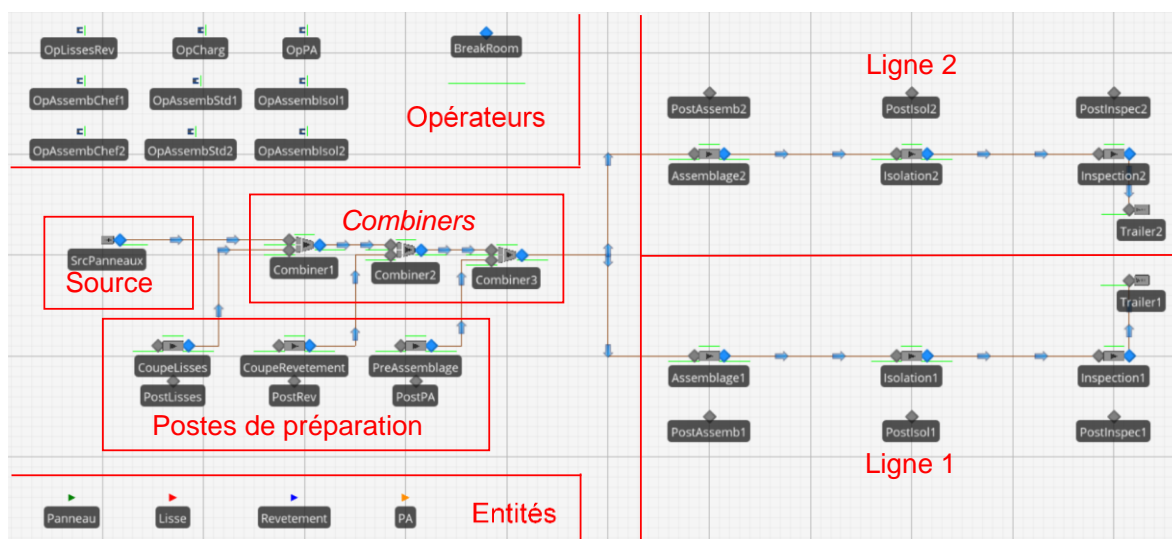 OpLissesRev
OpCharg
OpPA
BreakRoom
OpAssembChef1
OpAssembStd1
OpAssembIsol1
Opérateurs
OpAssembChef2
OpAssembStd2
OpAssembIsol2
Ligne 2
PostAssemb2
PostIsol2
PostInspec2
Assemblage2
Isolation2
Inspection2
Trailer2
SrcPanneaux
Source
Combiners
Combiner1
Combiner2
Combiner3
CoupeLisses
CoupeRevetement
PreAssemblage
PostLisses
PostRev
PostPA
Postes de préparation
Trailer1
Assemblage1
Isolation1
Inspection1
PostAssemb1
PostIsol1
PostInspec1
Ligne 1
Panneau
Lisse
Revetement
PA
Entités